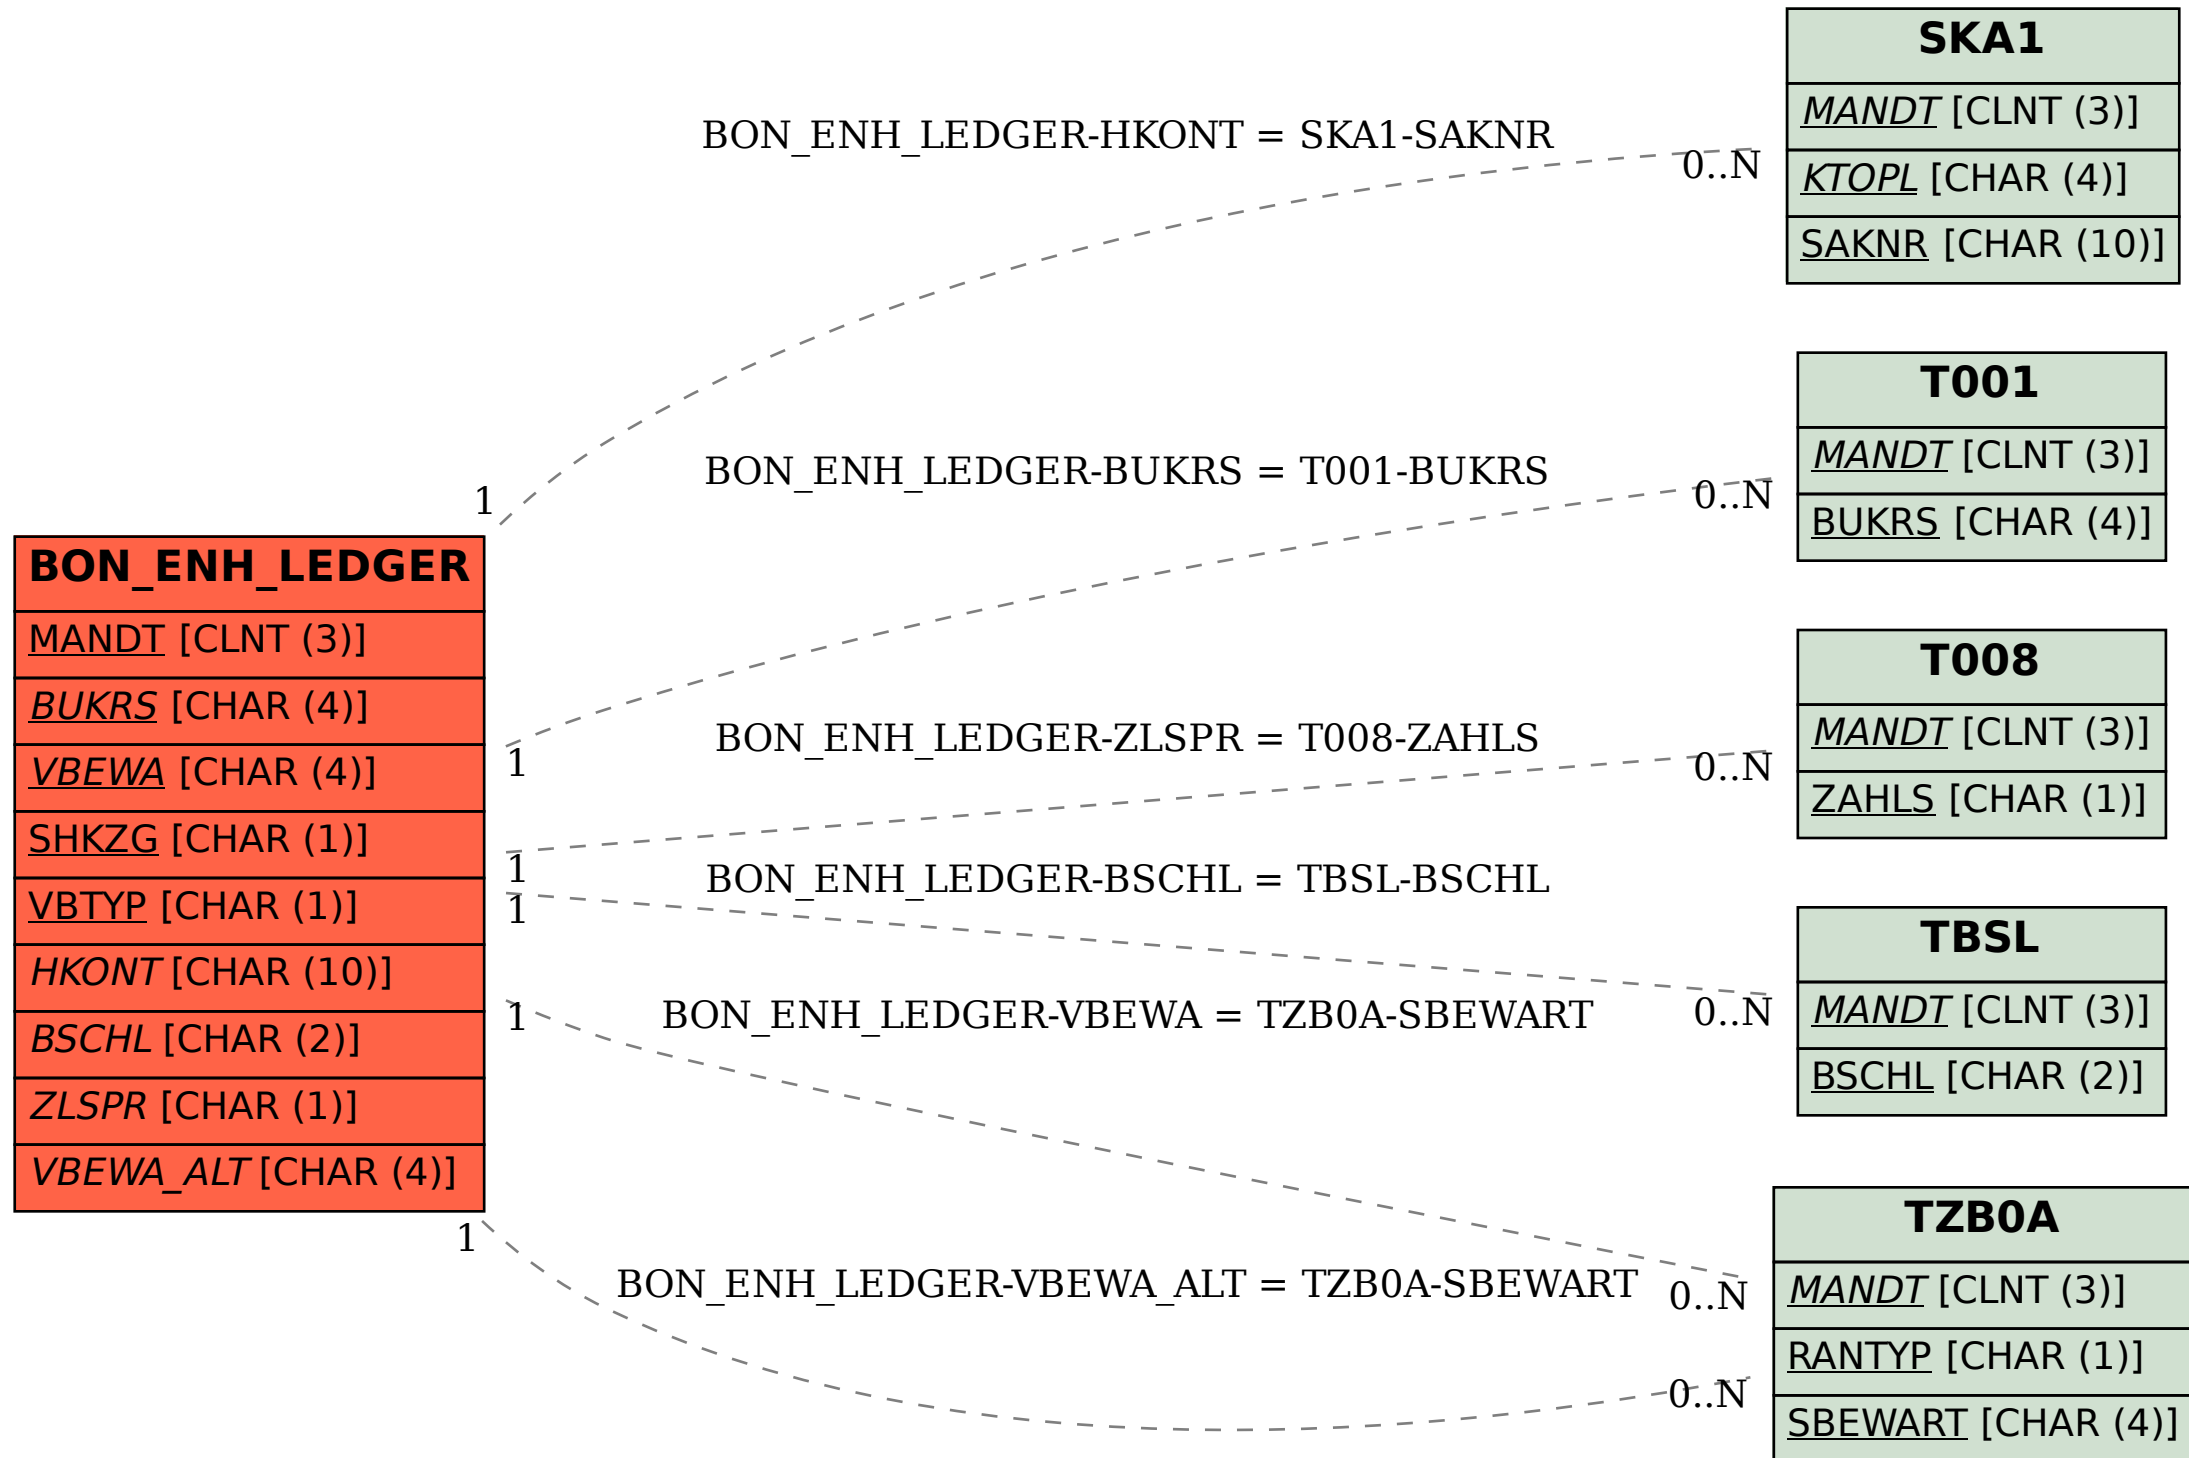 SKA1
MANDT [CLNT (3)]
KTOPL [CHAR (4)]
SAKNR [CHAR (10)]
BON_ENH_LEDGER-HKONT = SKA1-SAKNR
0..N
1
T001
MANDT [CLNT (3)]
BUKRS [CHAR (4)]
BON_ENH_LEDGER-BUKRS = T001-BUKRS
0..N
1
BON_ENH_LEDGER
MANDT [CLNT (3)]
BUKRS [CHAR (4)]
VBEWA [CHAR (4)]
SHKZG [CHAR (1)]
VBTYP [CHAR (1)]
HKONT [CHAR (10)]
BSCHL [CHAR (2)]
ZLSPR [CHAR (1)]
VBEWA_ALT [CHAR (4)]
T008
MANDT [CLNT (3)]
ZAHLS [CHAR (1)]
BON_ENH_LEDGER-ZLSPR = T008-ZAHLS
0..N
1
BON_ENH_LEDGER-BSCHL = TBSL-BSCHL
1
0..N
TBSL
MANDT [CLNT (3)]
BSCHL [CHAR (2)]
BON_ENH_LEDGER-VBEWA = TZB0A-SBEWART
1
0..N
TZB0A
MANDT [CLNT (3)]
RANTYP [CHAR (1)]
SBEWART [CHAR (4)]
BON_ENH_LEDGER-VBEWA_ALT = TZB0A-SBEWART
1
0..N